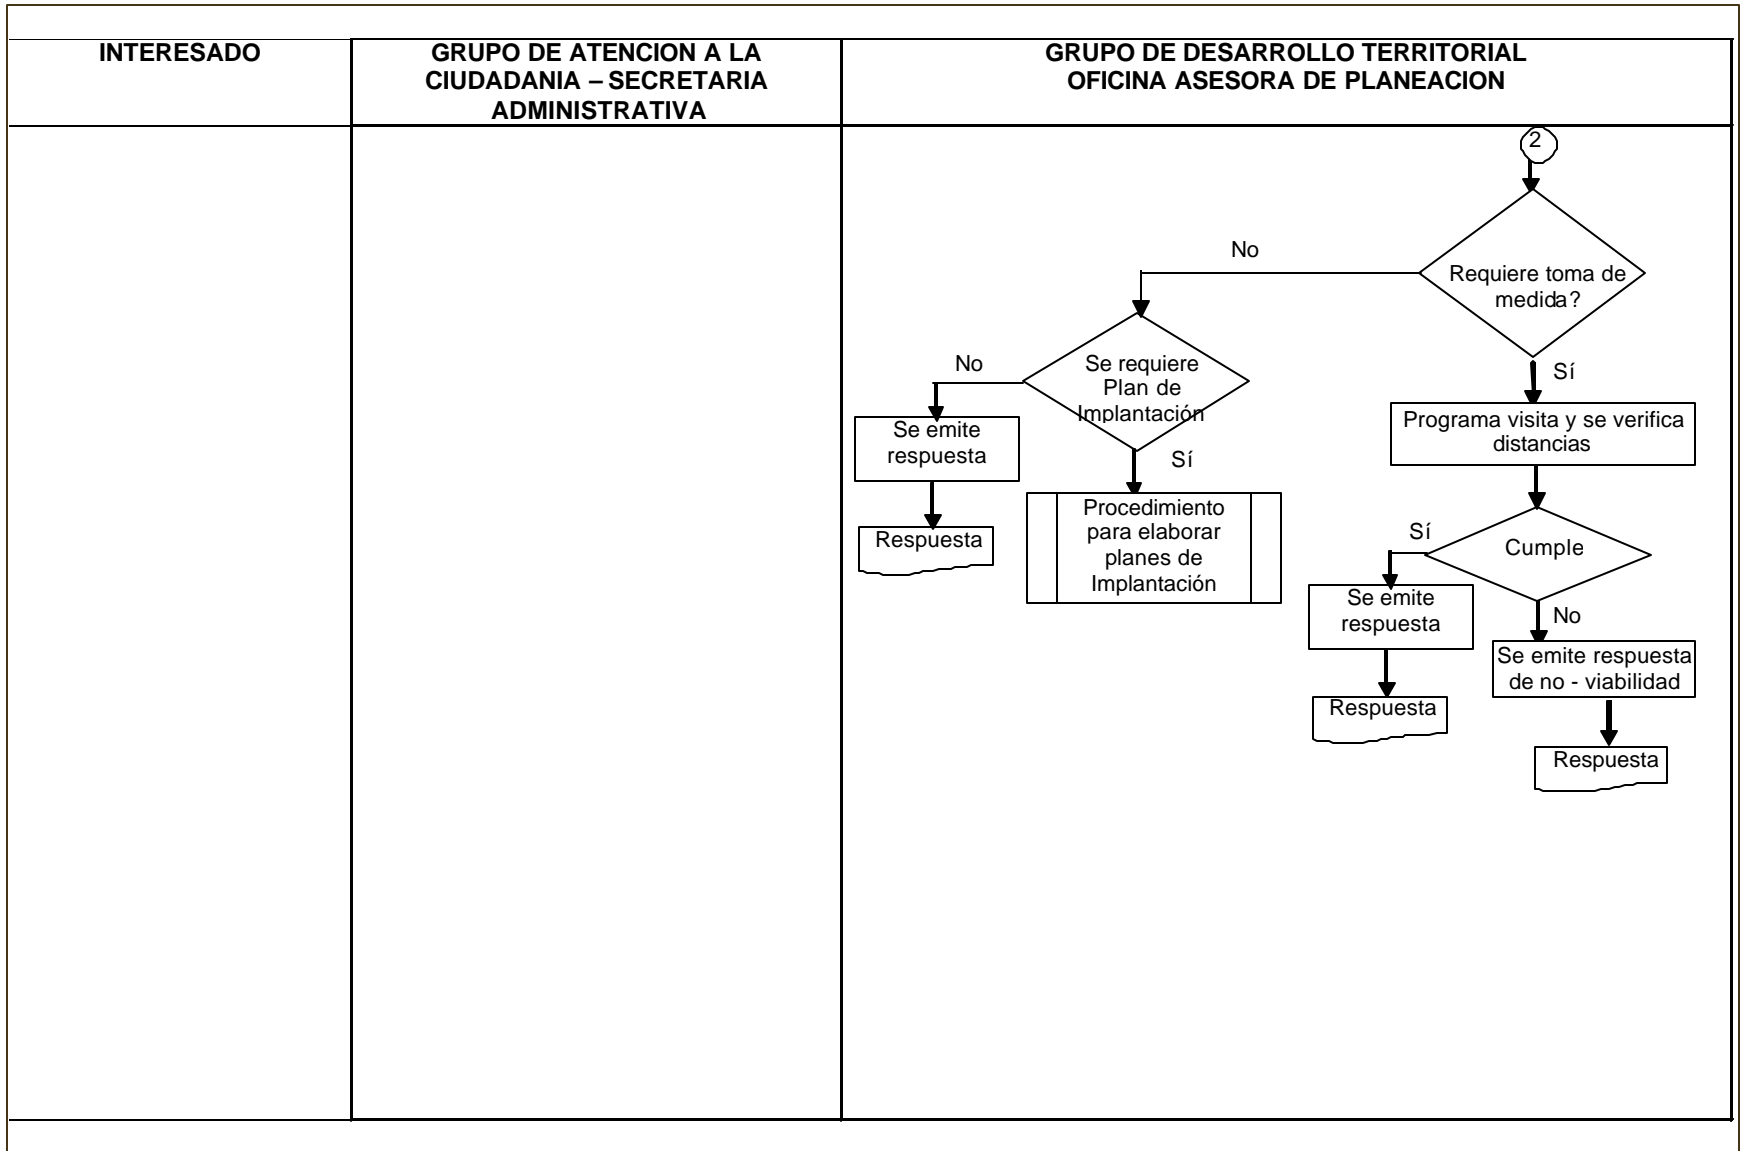 INTERESADO
GRUPO DE ATENCION A LA
CIUDADANIA – SECRETARIA
ADMINISTRATIVA
GRUPO DE DESARROLLO TERRITORIAL
OFICINA ASESORA DE PLANEACION
2
No
Requiere toma de
medida?
No
Se requiere
Plan de
Implantación
Sí
Sí
Se emite
respuesta
Programa visita y se verifica
distancias
Respuesta
Procedimiento
para elaborar
planes de
Implantación
Sí
Cumple
Se emite
respuesta
No
Se emite respuesta
de no - viabilidad
Respuesta
Respuesta